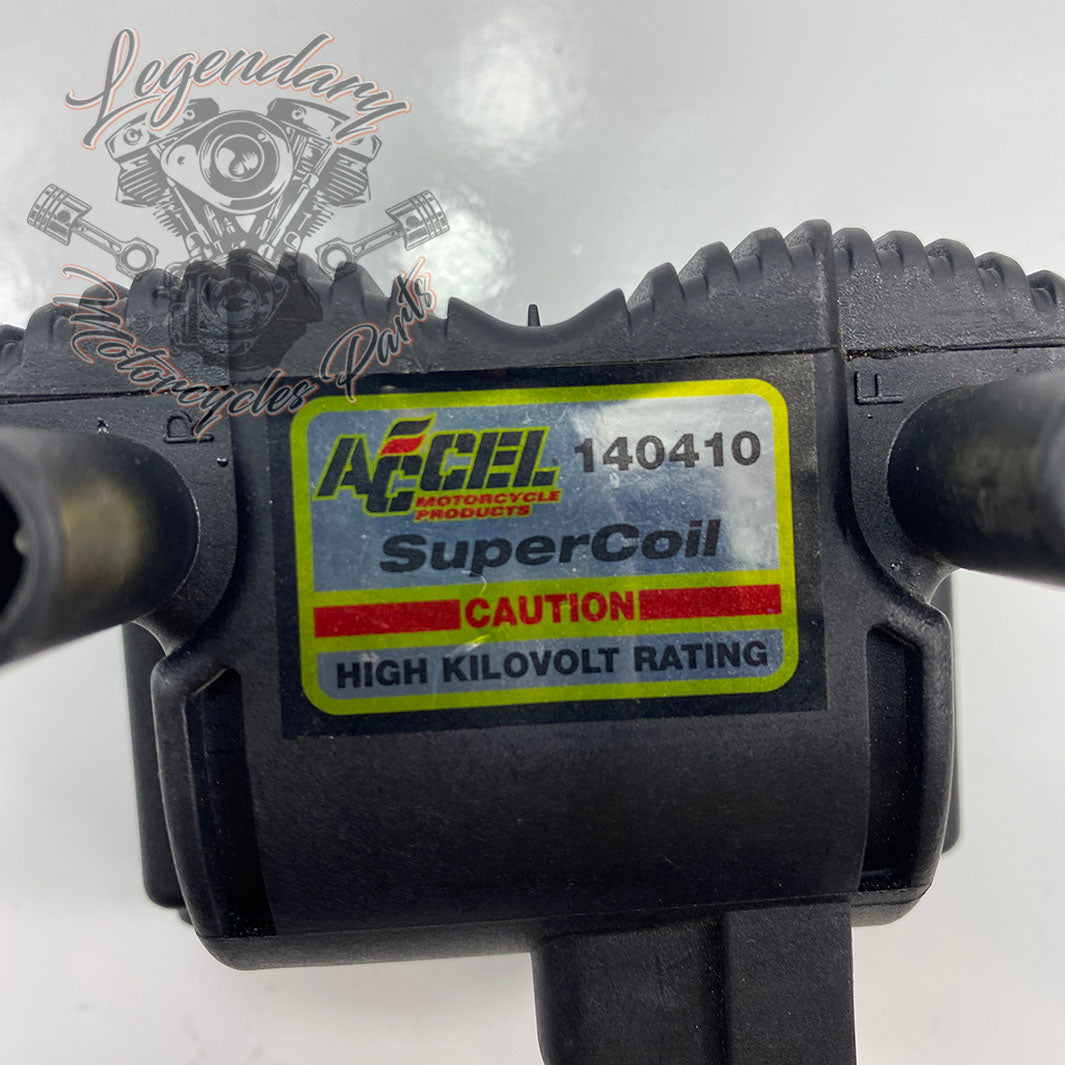 Legendary
Motorcycles Parts
R
F
ACCEL 140410
MOTORCYCLE
PRODUCTS
SuperCoil
CAUTION
HIGH KILOVOLT RATING